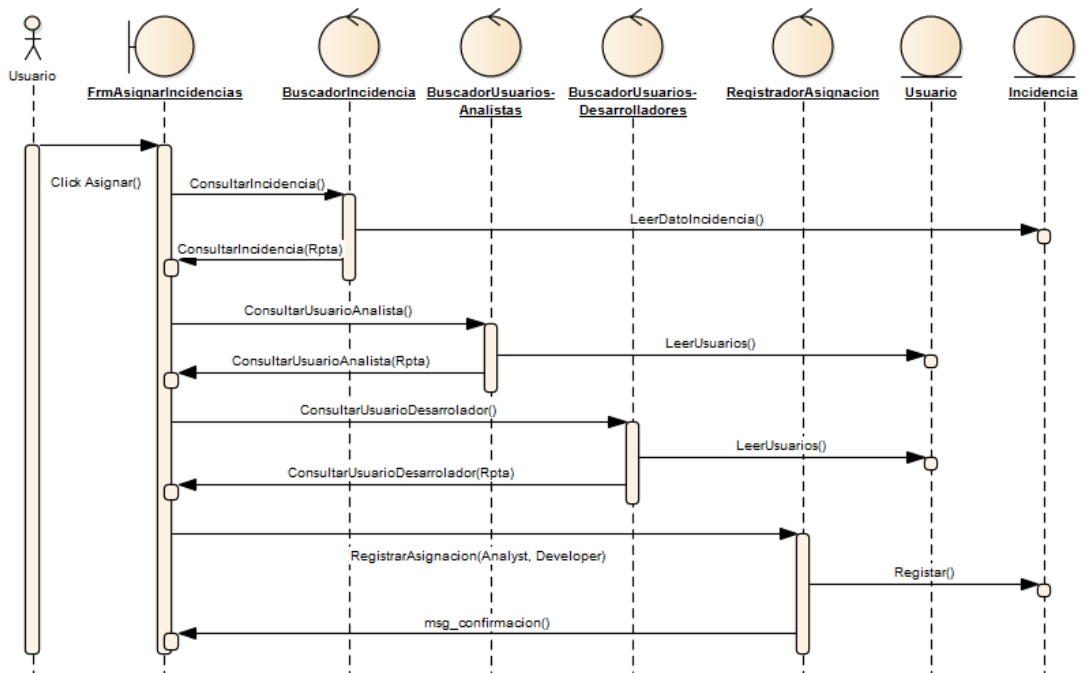 Usuario
FrmAsignarIncidencias
BuscadorIncidencia
BuscadorUsuarios-
Analistas
BuscadorUsuarios-
Desarrolladores
RegistradorAsignacion
Usuario
Incidencia
Click Asignar()
ConsultarIncidencia()
LeerDatoIncidencia()
ConsultarIncidencia(Rpta)
ConsultarUsuarioAnalista()
LeerUsuarios()
ConsultarUsuarioAnalista(Rpta)
ConsultarUsuarioDesarrolador()
LeerUsuarios()
ConsultarUsuarioDesarrolador(Rpta)
RegistrarAsignacion(Analyst, Developer)
Registar()
msg_confirmacion()